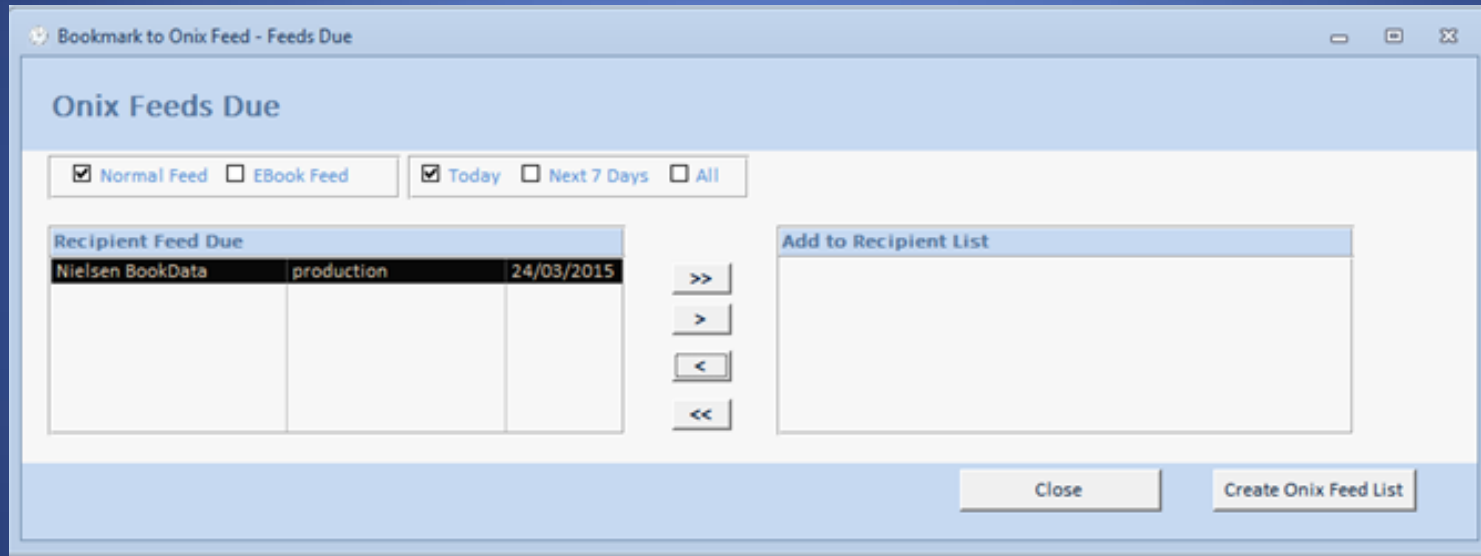 Bookmark to Onix Feed - Feeds Due
Onix Feeds Due
Normal Feed EBook Feed Today Next 7 Days All
Recipient Feed Due Add to Recipient List
Nielsen BookData production 24/03/2015
>>
>
<
<<
Close Create Onix Feed List